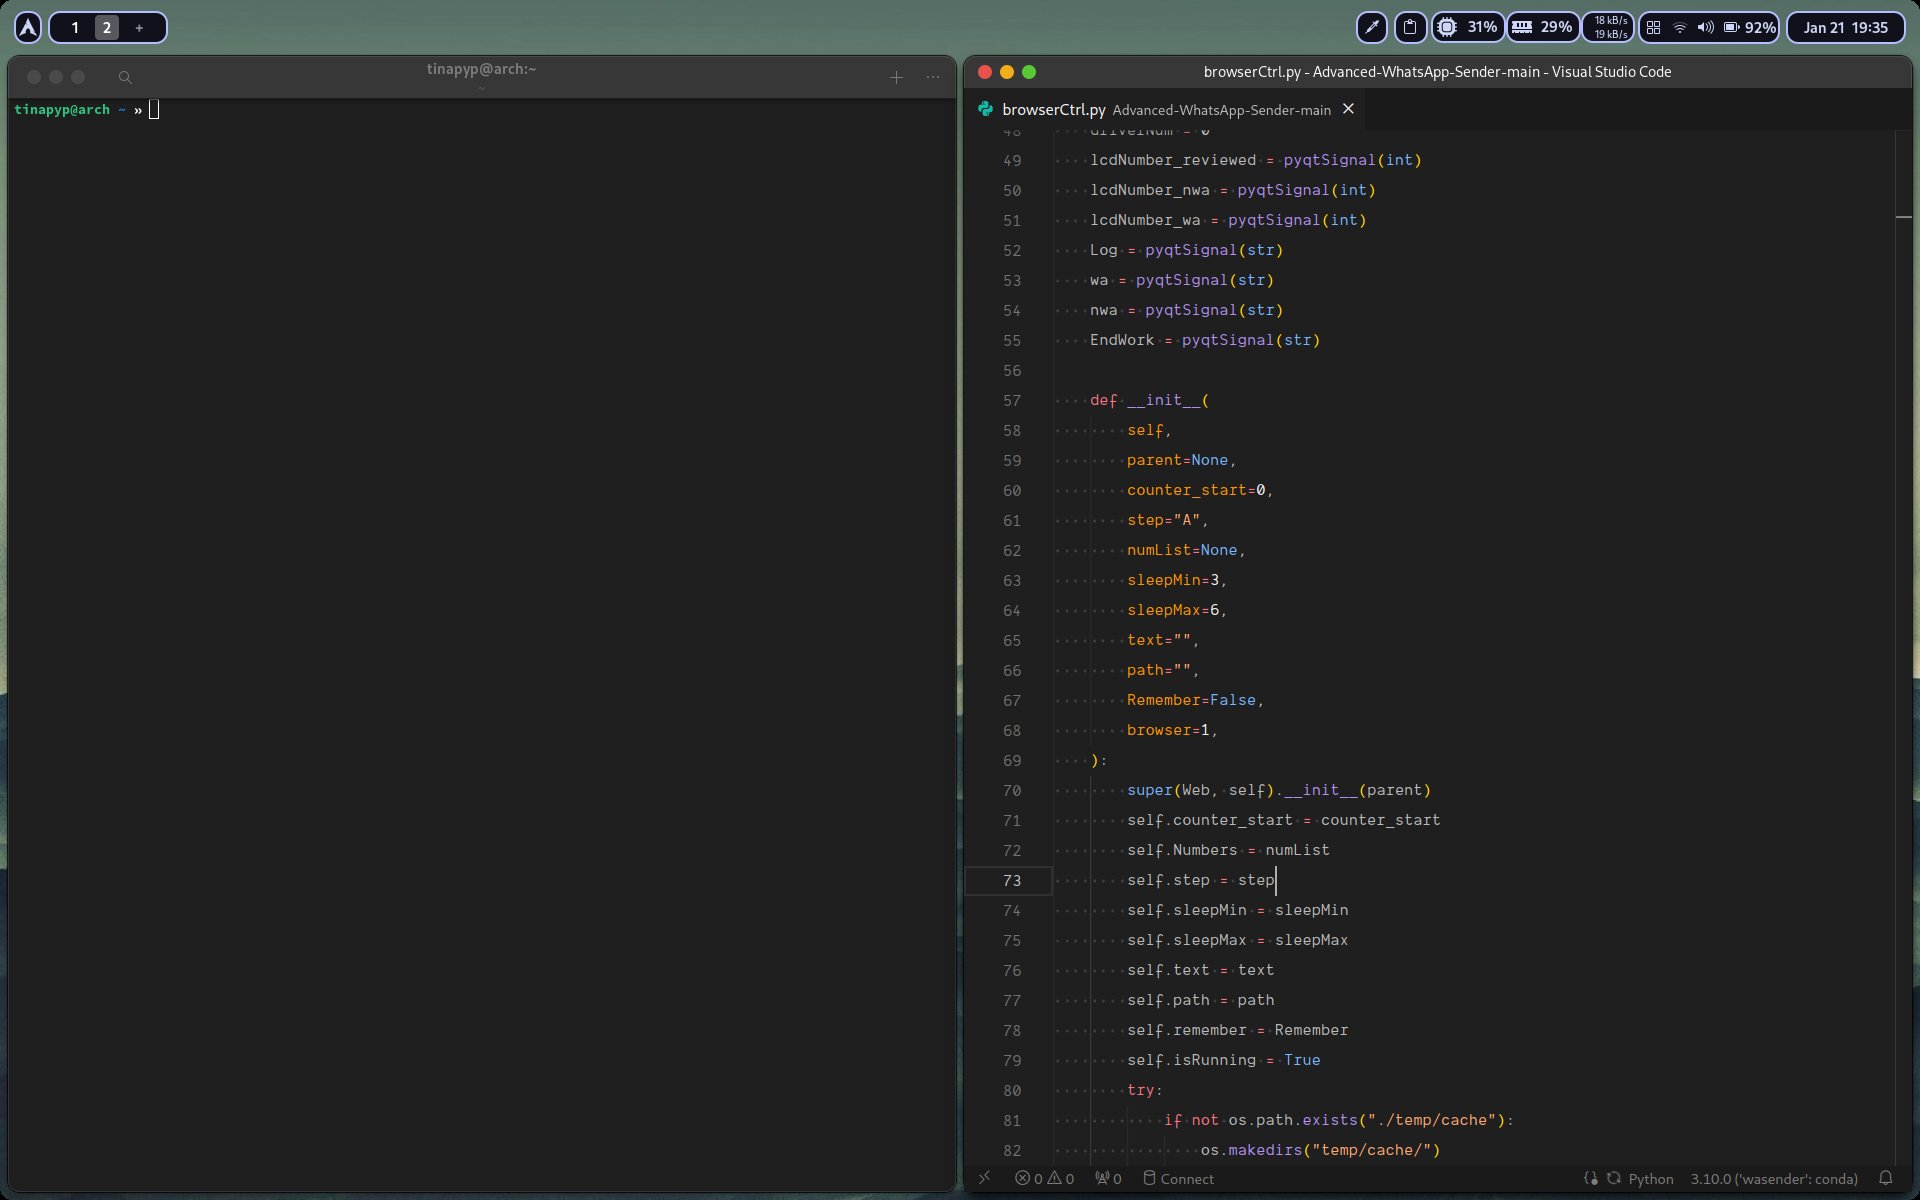 1 2 +
31% 29% 18 kB/s 19 kB/s 92% Jan 21 19:35
tinapyp@arch:~
~
tinapyp@arch ~ »
browserCtrl.py - Advanced-WhatsApp-Sender-main - Visual Studio Code
browserCtrl.py Advanced-WhatsApp-Sender-main
48 driverNum = 0
49 lcdNumber_reviewed = pyqtSignal(int)
50 lcdNumber_nwa = pyqtSignal(int)
51 lcdNumber_wa = pyqtSignal(int)
52 Log = pyqtSignal(str)
53 wa = pyqtSignal(str)
54 nwa = pyqtSignal(str)
55 EndWork = pyqtSignal(str)
56
57 def __init__(
58 self,
59 parent=None,
60 counter_start=0,
61 step="A",
62 numList=None,
63 sleepMin=3,
64 sleepMax=6,
65 text="",
66 path="",
67 Remember=False,
68 browser=1,
69 ):
70 super(Web, self).__init__(parent)
71 self.counter_start = counter_start
72 self.Numbers = numList
73 self.step = step
74 self.sleepMin = sleepMin
75 self.sleepMax = sleepMax
76 self.text = text
77 self.path = path
78 self.remember = Remember
79 self.isRunning = True
80 try:
81 if not os.path.exists("./temp/cache"):
82 os.makedirs("temp/cache/")
0 0 0 Connect Python 3.10.0 ('wasender': conda)